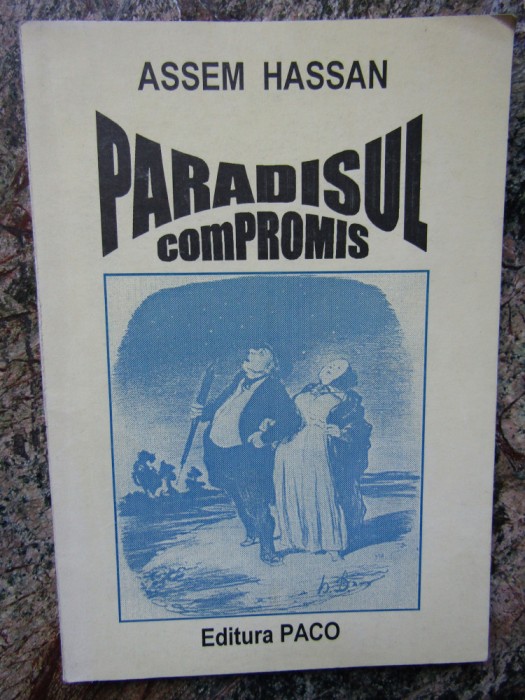 ASSEM HASSAN
PARADISUL
comPROMIS
Editura PACO